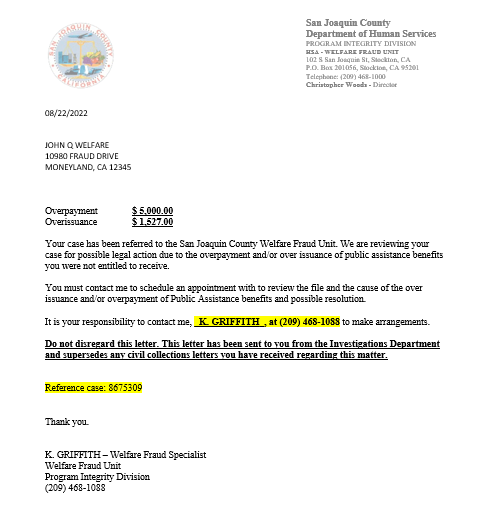 SAN JOAQUIN COUNTY
CALIFORNIA
San Joaquin County
Department of Human Services
PROGRAM INTEGRITY DIVISION
HSA - WELFARE FRAUD UNIT
102 S San Joaquin St, Stockton, CA
P.O. Box 201056, Stockton, CA 95201
Telephone: (209) 468-1000
Christopher Woods - Director
08/22/2022
JOHN Q WELFARE
10980 FRAUD DRIVE
MONEYLAND, CA 12345
Overpayment $ 5,000.00
Overissuance $ 1,527.00
Your case has been referred to the San Joaquin County Welfare Fraud Unit. We are reviewing your
case for possible legal action due to the overpayment and/or over issuance of public assistance benefits
you were not entitled to receive.
You must contact me to schedule an appointment with to review the file and the cause of the over
issuance and/or overpayment of Public Assistance benefits and possible resolution.
It is your responsibility to contact me, K. GRIFFITH , at (209) 468-1088 to make arrangements.
Do not disregard this letter. This letter has been sent to you from the Investigations Department
and supersedes any civil collections letters you have received regarding this matter.
Reference case: 8675309
Thank you.
K. GRIFFITH – Welfare Fraud Specialist
Welfare Fraud Unit
Program Integrity Division
(209) 468-1088